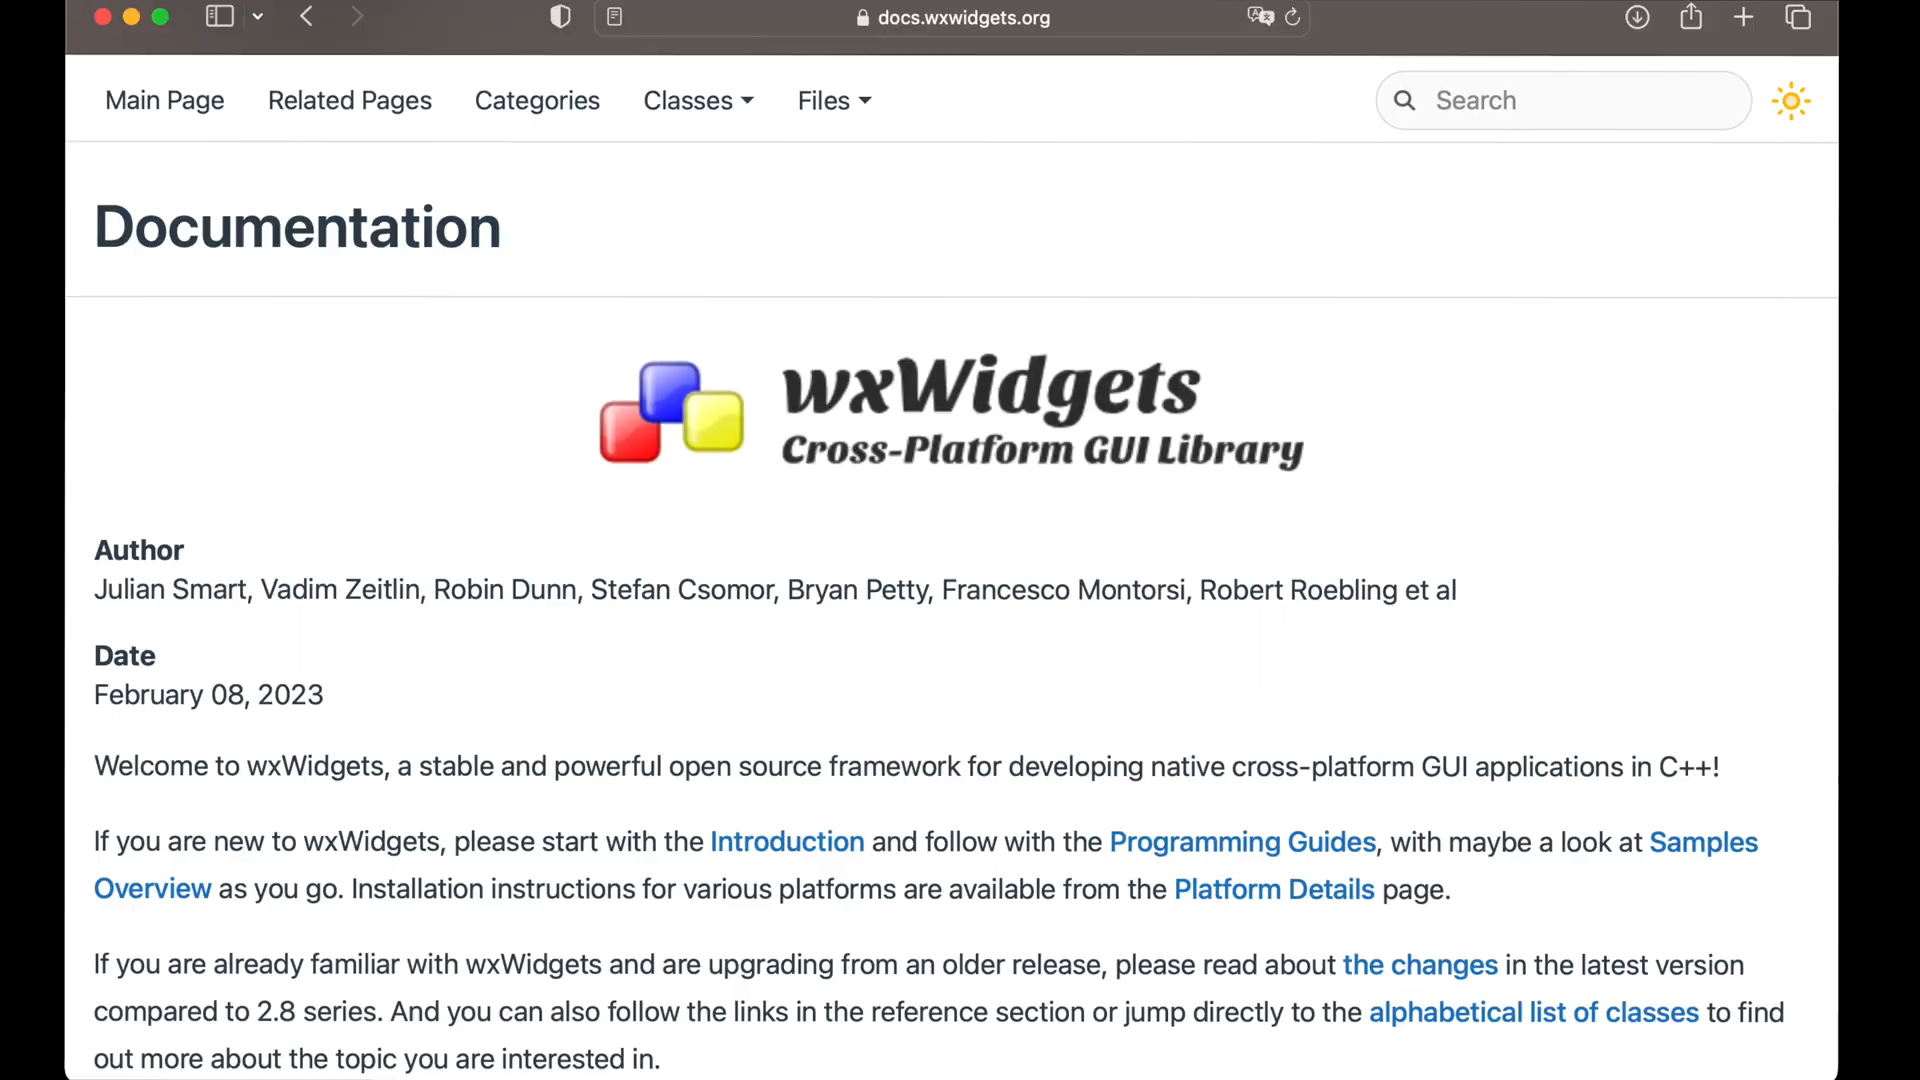 docs.wxwidgets.org
Main Page Related Pages Categories Classes Files Search
Documentation
wxWidgets
Cross-Platform GUI Library
Author
Julian Smart, Vadim Zeitlin, Robin Dunn, Stefan Csomor, Bryan Petty, Francesco Montorsi, Robert Roebling et al
Date
February 08, 2023
Welcome to wxWidgets, a stable and powerful open source framework for developing native cross-platform GUI applications in C++!
If you are new to wxWidgets, please start with the Introduction and follow with the Programming Guides, with maybe a look at Samples
Overview as you go. Installation instructions for various platforms are available from the Platform Details page.
If you are already familiar with wxWidgets and are upgrading from an older release, please read about the changes in the latest version
compared to 2.8 series. And you can also follow the links in the reference section or jump directly to the alphabetical list of classes to find
out more about the topic you are interested in.